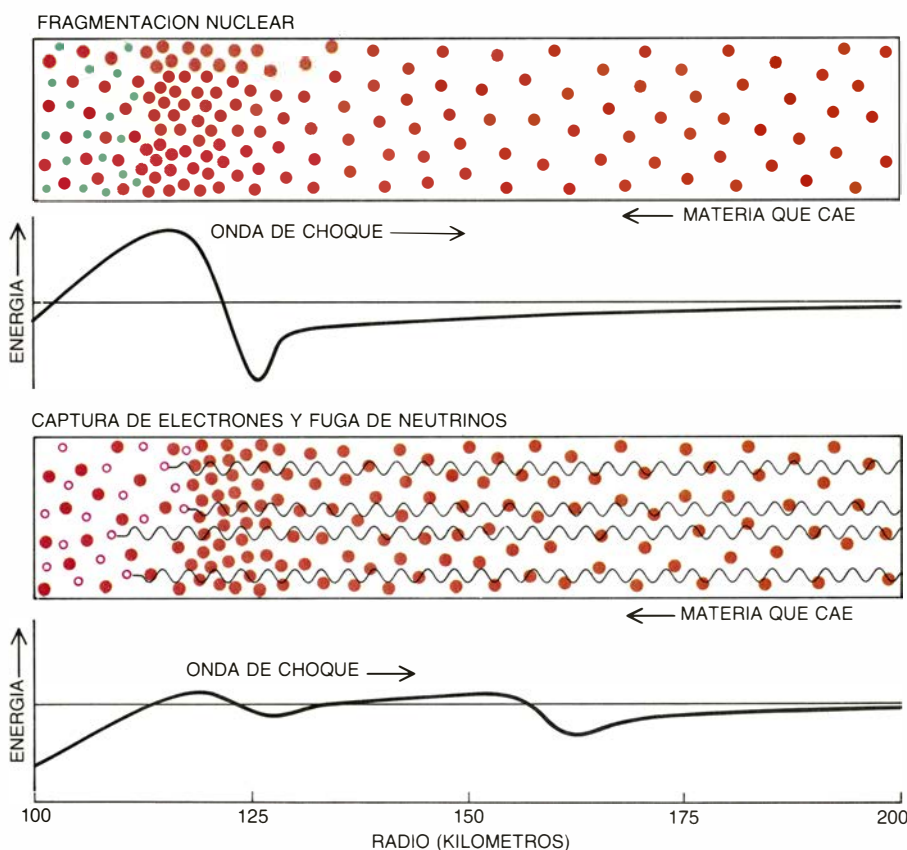 FRAGMENTACION NUCLEAR
MATERIA QUE CAE
ONDA DE CHOQUE
ENERGIA
CAPTURA DE ELECTRONES Y FUGA DE NEUTRINOS
MATERIA QUE CAE
ONDA DE CHOQUE
ENERGIA
100 125 150 175 200
RADIO (KILOMETROS)